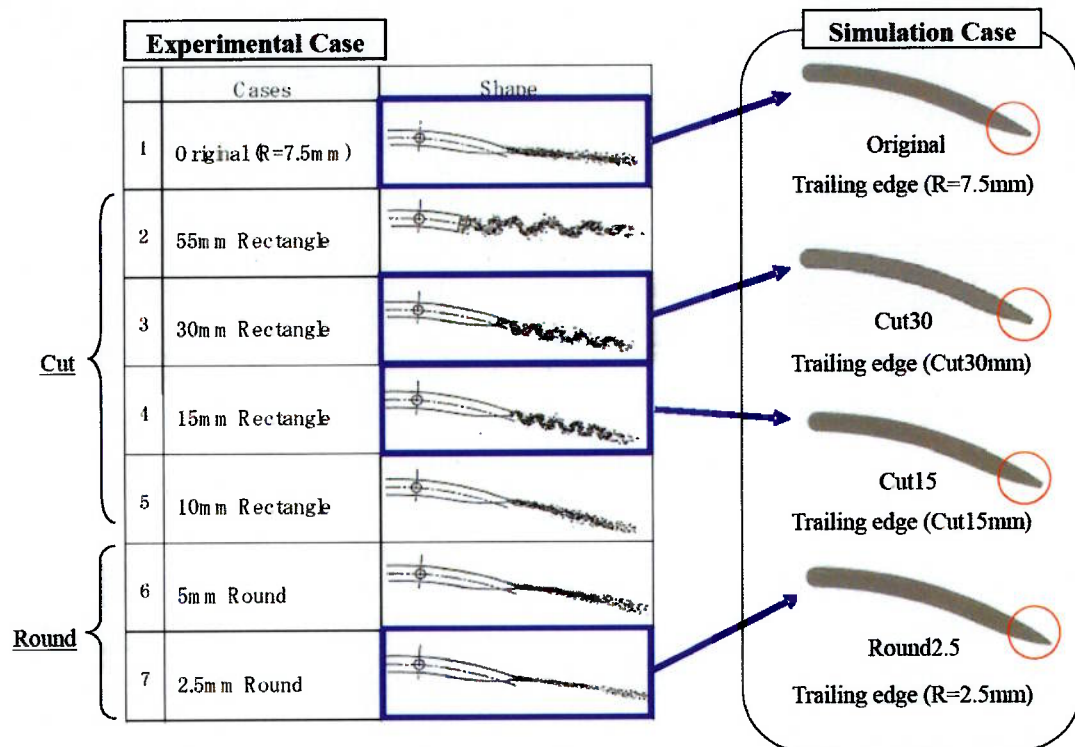 Experimental Case
Cases Shape
1 Original (R=7.5mm)
2 55mm Rectangle
3 30mm Rectangle
4 15mm Rectangle
5 10mm Rectangle
6 5mm Round
7 2.5mm Round
Cut
Round
Simulation Case
Original
Trailing edge (R=7.5mm)
Cut30
Trailing edge (Cut30mm)
Cut15
Trailing edge (Cut15mm)
Round2.5
Trailing edge (R=2.5mm)